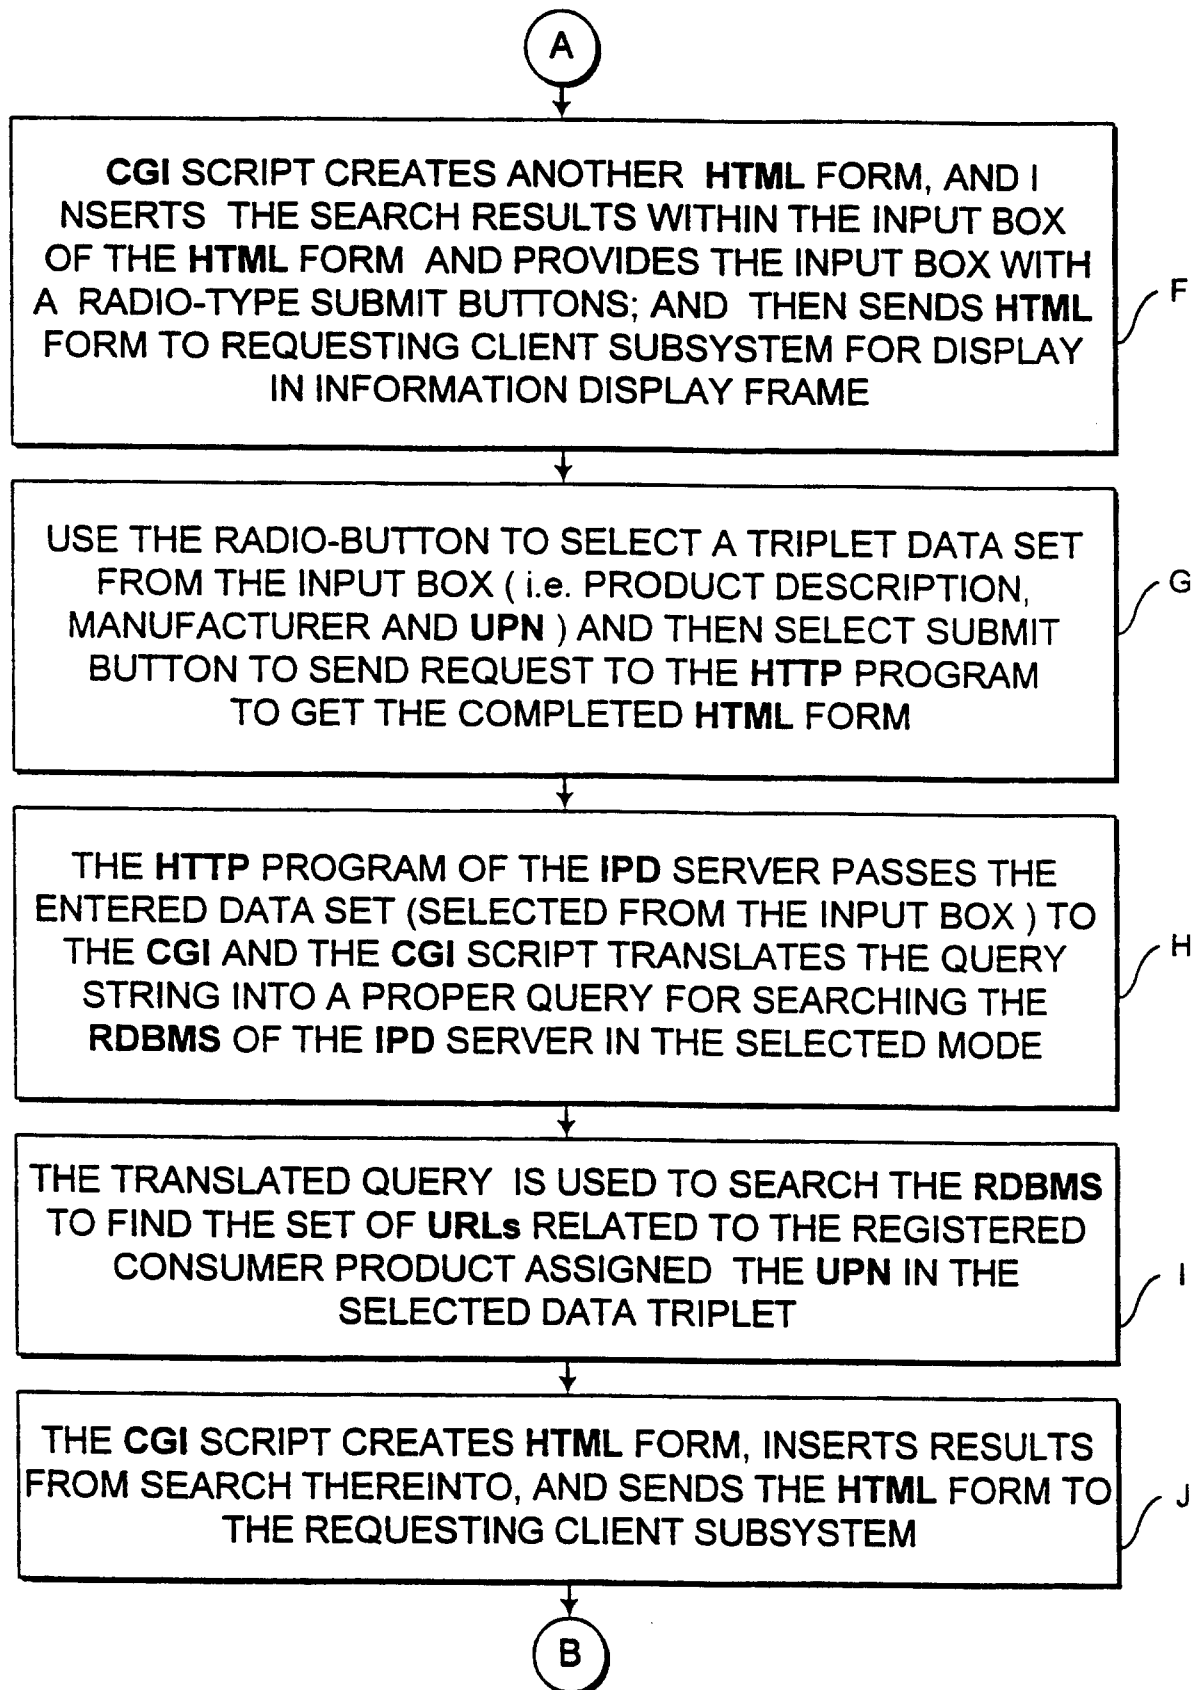 A
CGI SCRIPT CREATES ANOTHER HTML FORM, AND I
NSERTS THE SEARCH RESULTS WITHIN THE INPUT BOX
OF THE HTML FORM AND PROVIDES THE INPUT BOX WITH
A RADIO-TYPE SUBMIT BUTTONS; AND THEN SENDS HTML
FORM TO REQUESTING CLIENT SUBSYSTEM FOR DISPLAY
IN INFORMATION DISPLAY FRAME
F
USE THE RADIO-BUTTON TO SELECT A TRIPLET DATA SET
FROM THE INPUT BOX ( i.e. PRODUCT DESCRIPTION,
MANUFACTURER AND UPN ) AND THEN SELECT SUBMIT
BUTTON TO SEND REQUEST TO THE HTTP PROGRAM
TO GET THE COMPLETED HTML FORM
G
THE HTTP PROGRAM OF THE IPD SERVER PASSES THE
ENTERED DATA SET (SELECTED FROM THE INPUT BOX ) TO
THE CGI AND THE CGI SCRIPT TRANSLATES THE QUERY
STRING INTO A PROPER QUERY FOR SEARCHING THE
RDBMS OF THE IPD SERVER IN THE SELECTED MODE
H
THE TRANSLATED QUERY IS USED TO SEARCH THE RDBMS
TO FIND THE SET OF URLs RELATED TO THE REGISTERED
CONSUMER PRODUCT ASSIGNED THE UPN IN THE
SELECTED DATA TRIPLET
I
THE CGI SCRIPT CREATES HTML FORM, INSERTS RESULTS
FROM SEARCH THEREINTO, AND SENDS THE HTML FORM TO
THE REQUESTING CLIENT SUBSYSTEM
J
B